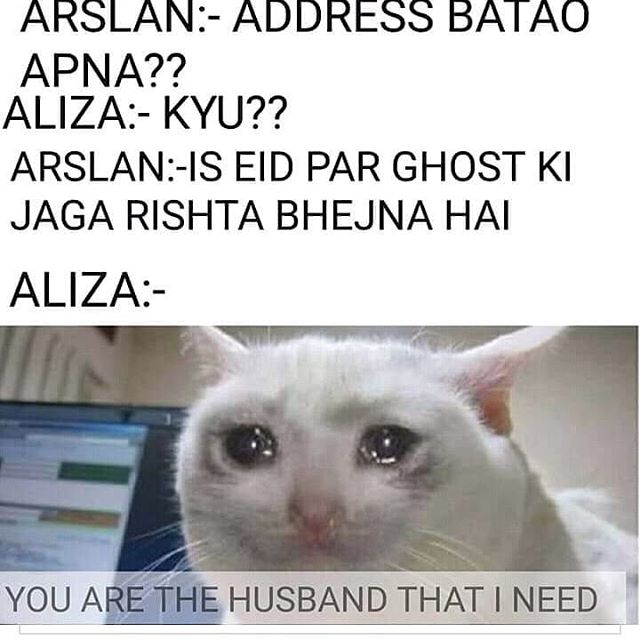 ARSLAN:- ADDRESS BATAO
APNA??
ALIZA:- KYU??
ARSLAN:-IS EID PAR GHOST KI
JAGA RISHTA BHEJNA HAI
ALIZA:-
YOU ARE THE HUSBAND THAT I NEED